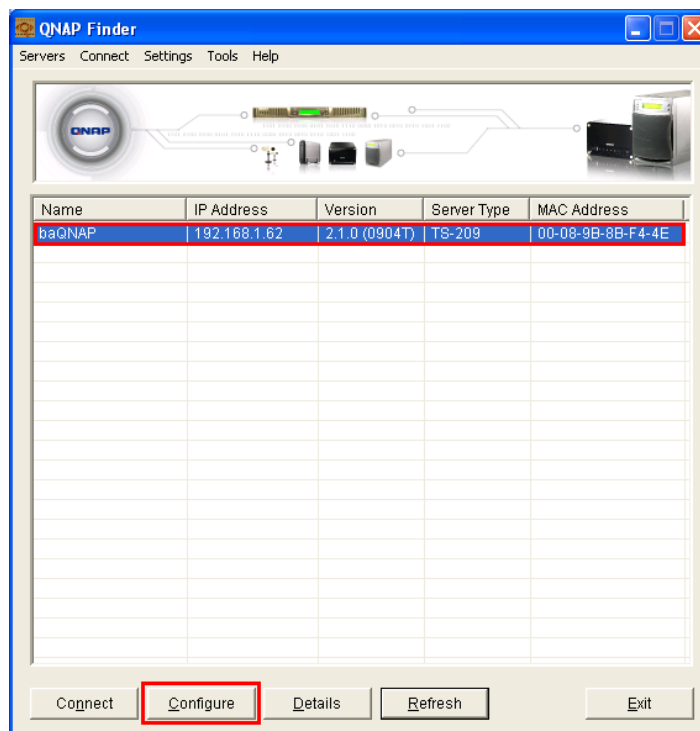 QNAP Finder
Servers Connect Settings Tools Help
QNAP
Name IP Address Version Server Type MAC Address
baQNAP 192.168.1.62 2.1.0 (0904T) TS-209 00-08-9B-8B-F4-4E
Connect Configure Details Refresh Exit